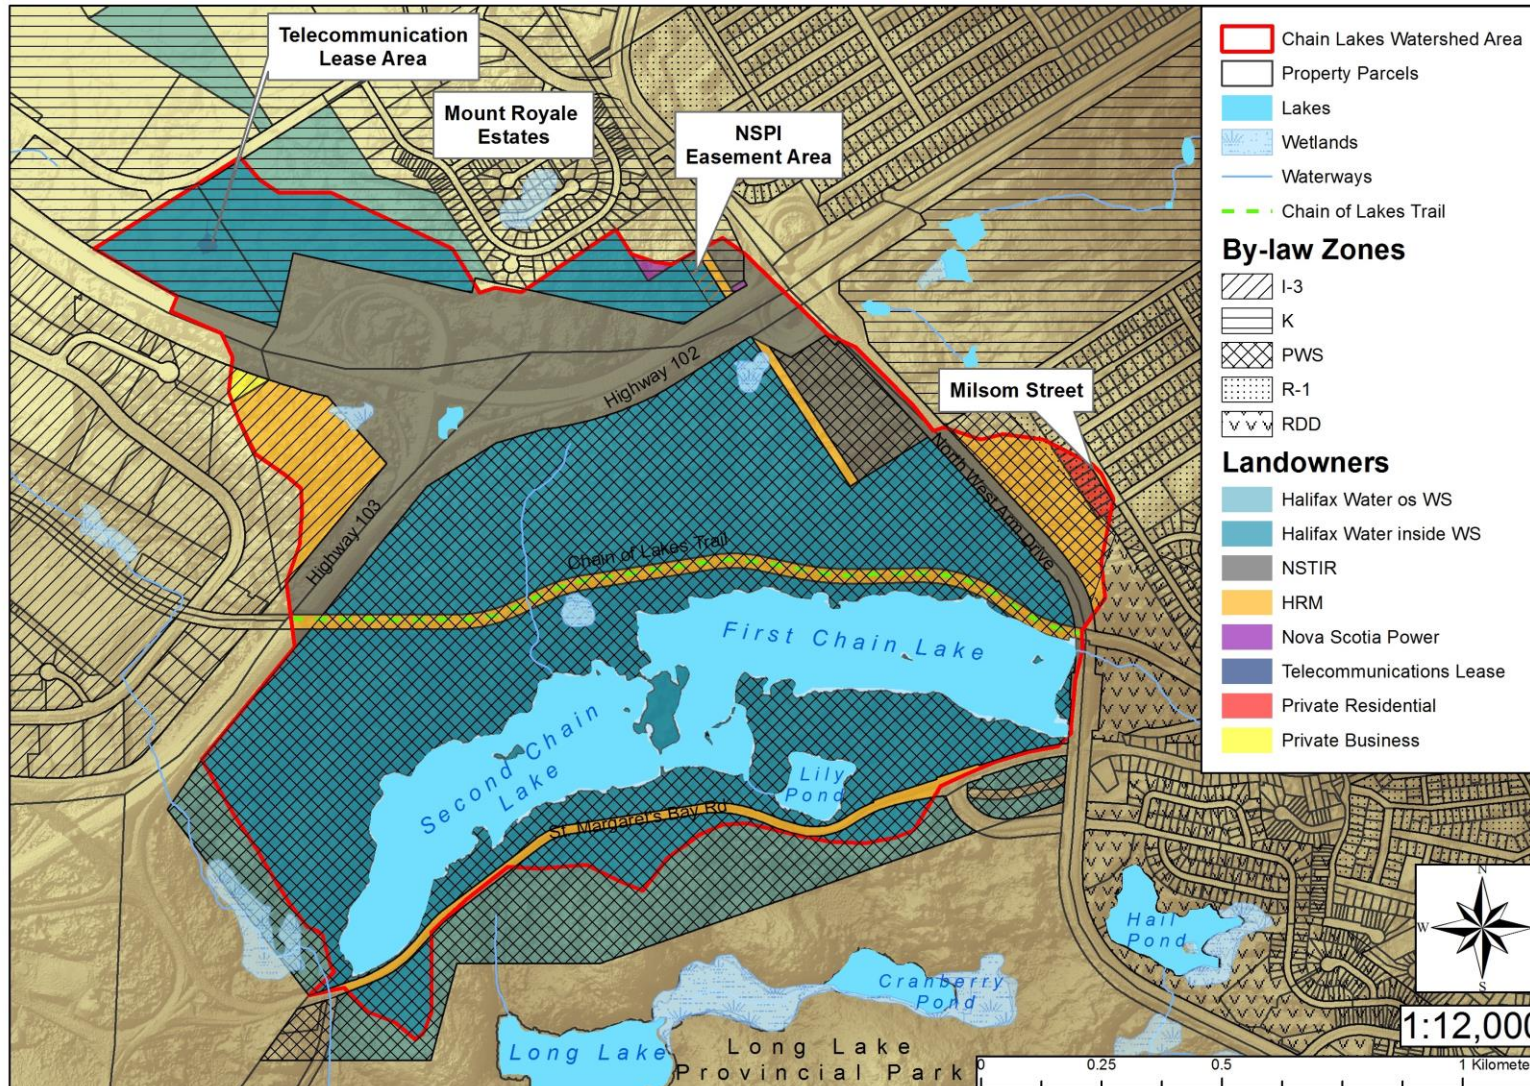 Telecommunication
Lease Area
Mount Royale
Estates
NSPI
Easement Area
Milsom Street
Highway 102
Highway 103
North West Arm Drive
Chain of Lakes Trail
First Chain Lake
Second Chain
Lake
Lily
Pond
St. Margaret's Bay Rd
Hail
Pond
Cranberry
Pond
Long Lake
Long Lake
Provincial Park
Chain Lakes Watershed Area
Property Parcels
Lakes
Wetlands
Waterways
Chain of Lakes Trail
By-law Zones
I-3
K
PWS
R-1
RDD
Landowners
Halifax Water os WS
Halifax Water inside WS
NSTIR
HRM
Nova Scotia Power
Telecommunications Lease
Private Residential
Private Business
N
W
S
1:12,000
0 0.25 0.5 1 Kilomete